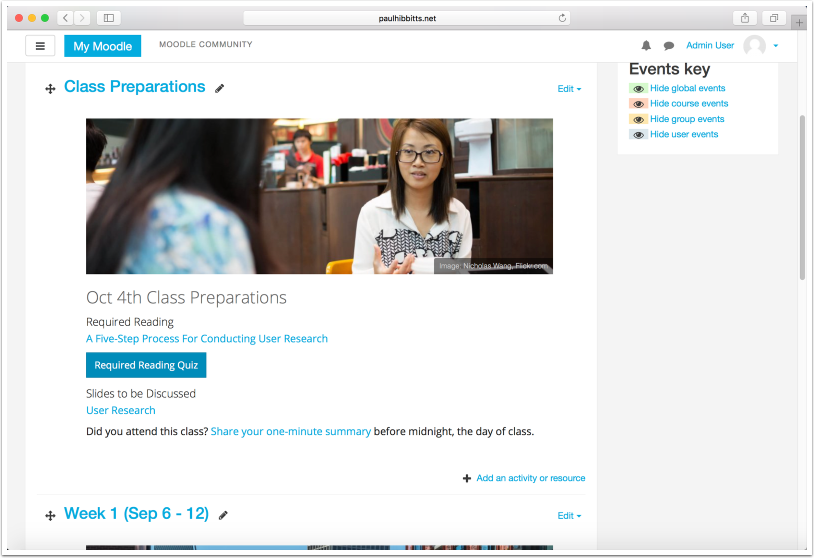 paulhibbitts.net
My Moodle
MOODLE COMMUNITY
Admin User
Class Preparations
Edit
Image: Nicholas Wang, Flickr.com
Oct 4th Class Preparations
Required Reading
A Five-Step Process For Conducting User Research
Required Reading Quiz
Slides to be Discussed
User Research
Did you attend this class? Share your one-minute summary before midnight, the day of class.
Add an activity or resource
Week 1 (Sep 6 - 12)
Edit
Events key
Hide global events
Hide course events
Hide group events
Hide user events